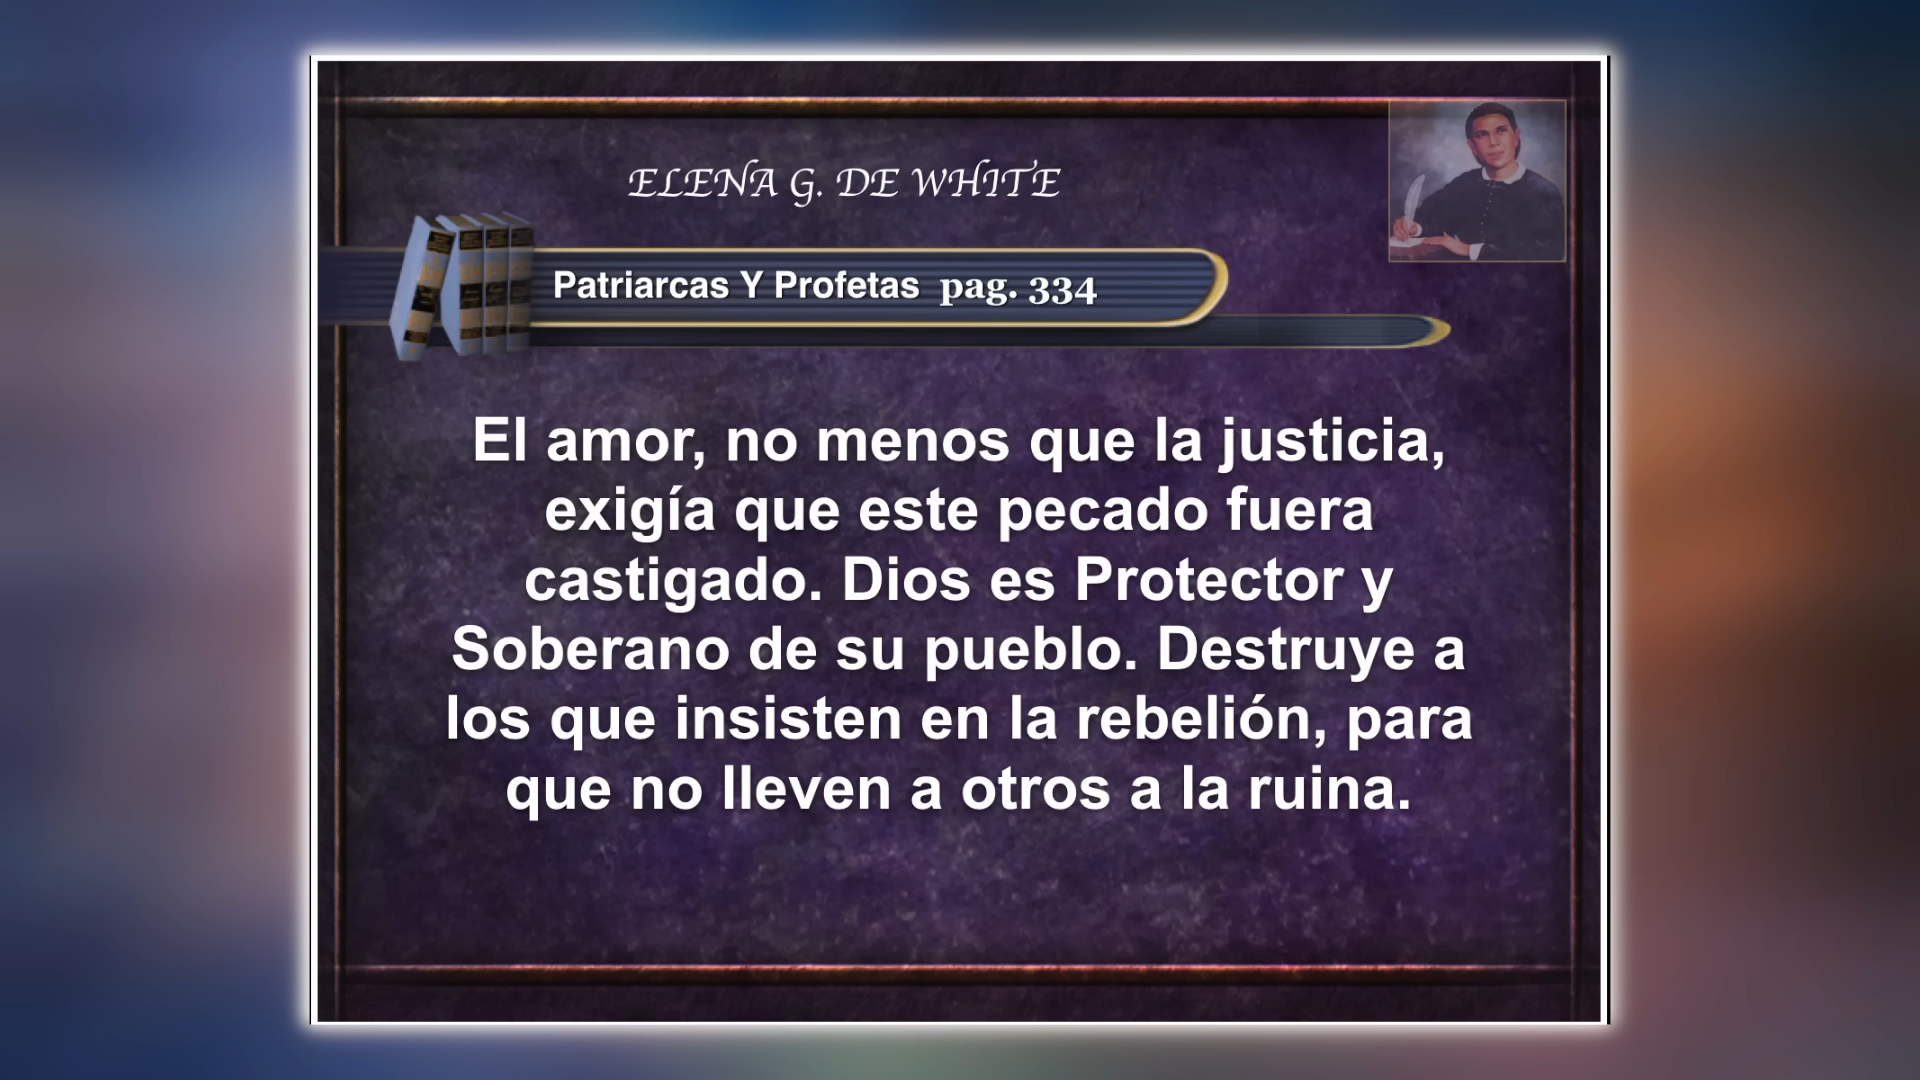 ELENA G. DE WHITE
Patriarcas Y Profetas pag. 334
El amor, no menos que la justicia,
exigía que este pecado fuera
castigado. Dios es Protector y
Soberano de su pueblo. Destruye a
los que insisten en la rebelión, para
que no lleven a otros a la ruina.